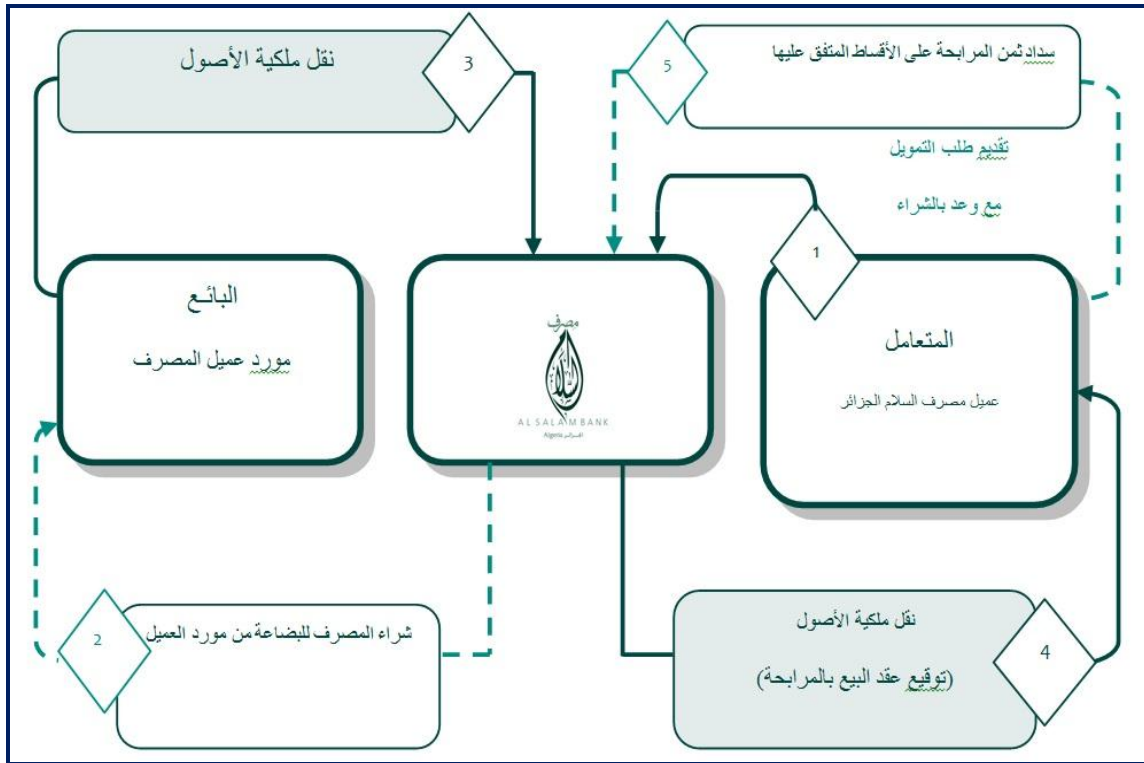 سداد ثمن المرابحة على الأقساط المتفق عليها
5
3
نقل ملكية الأصول
تقديم طلب التمويل
مع وعد بالشراء
1
المتعامل
عميل مصرف السلام الجزائر
مصرف
السلام
AL SALAM BANK
Algeria الجزائر
البائـع
مورد عميل المصرف
4
نقل ملكية الأصول
(توقيع عقد البيع بالمرابحة)
شراء المصرف للبضاعة من مورد العميل
2